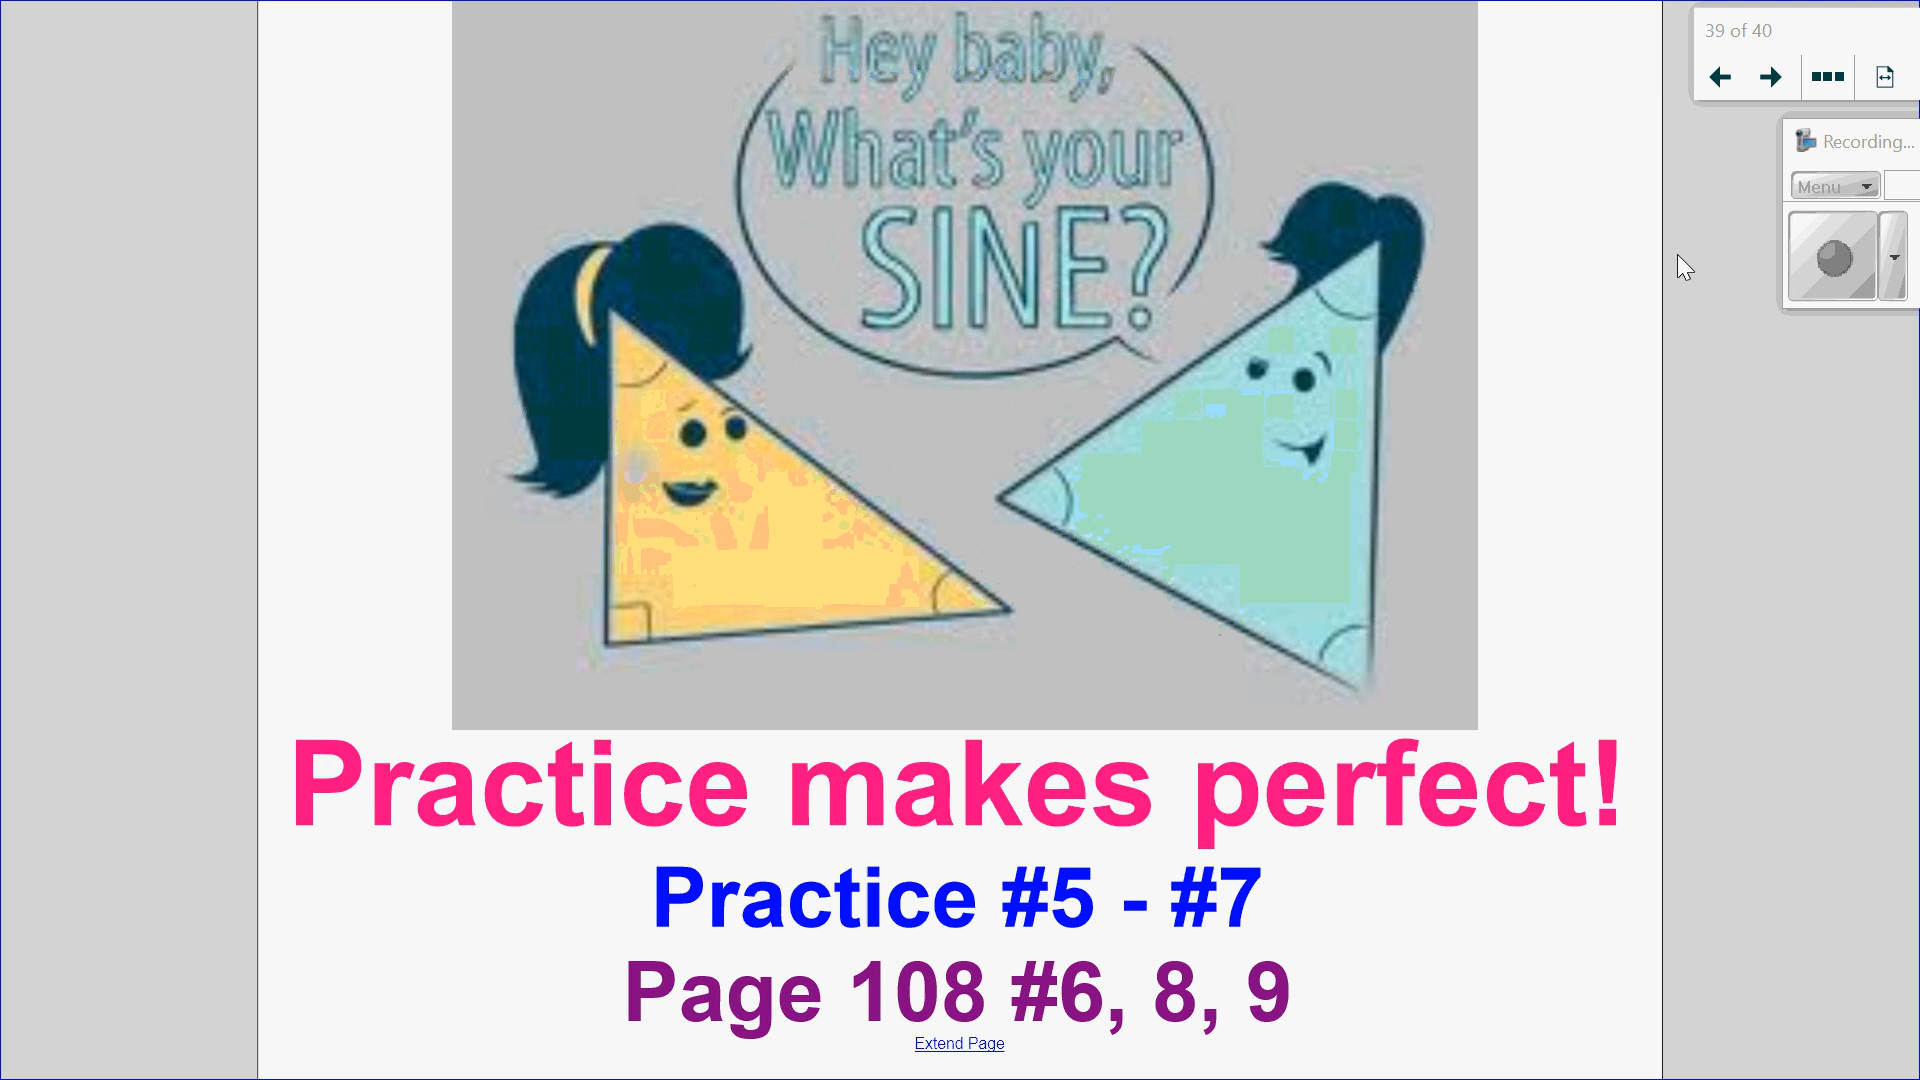 Hey baby,
What's your
SINE?
Practice makes perfect!
Practice #5 - #7
Page 108 #6, 8, 9
Extend Page
39 of 40
Recording...
Menu